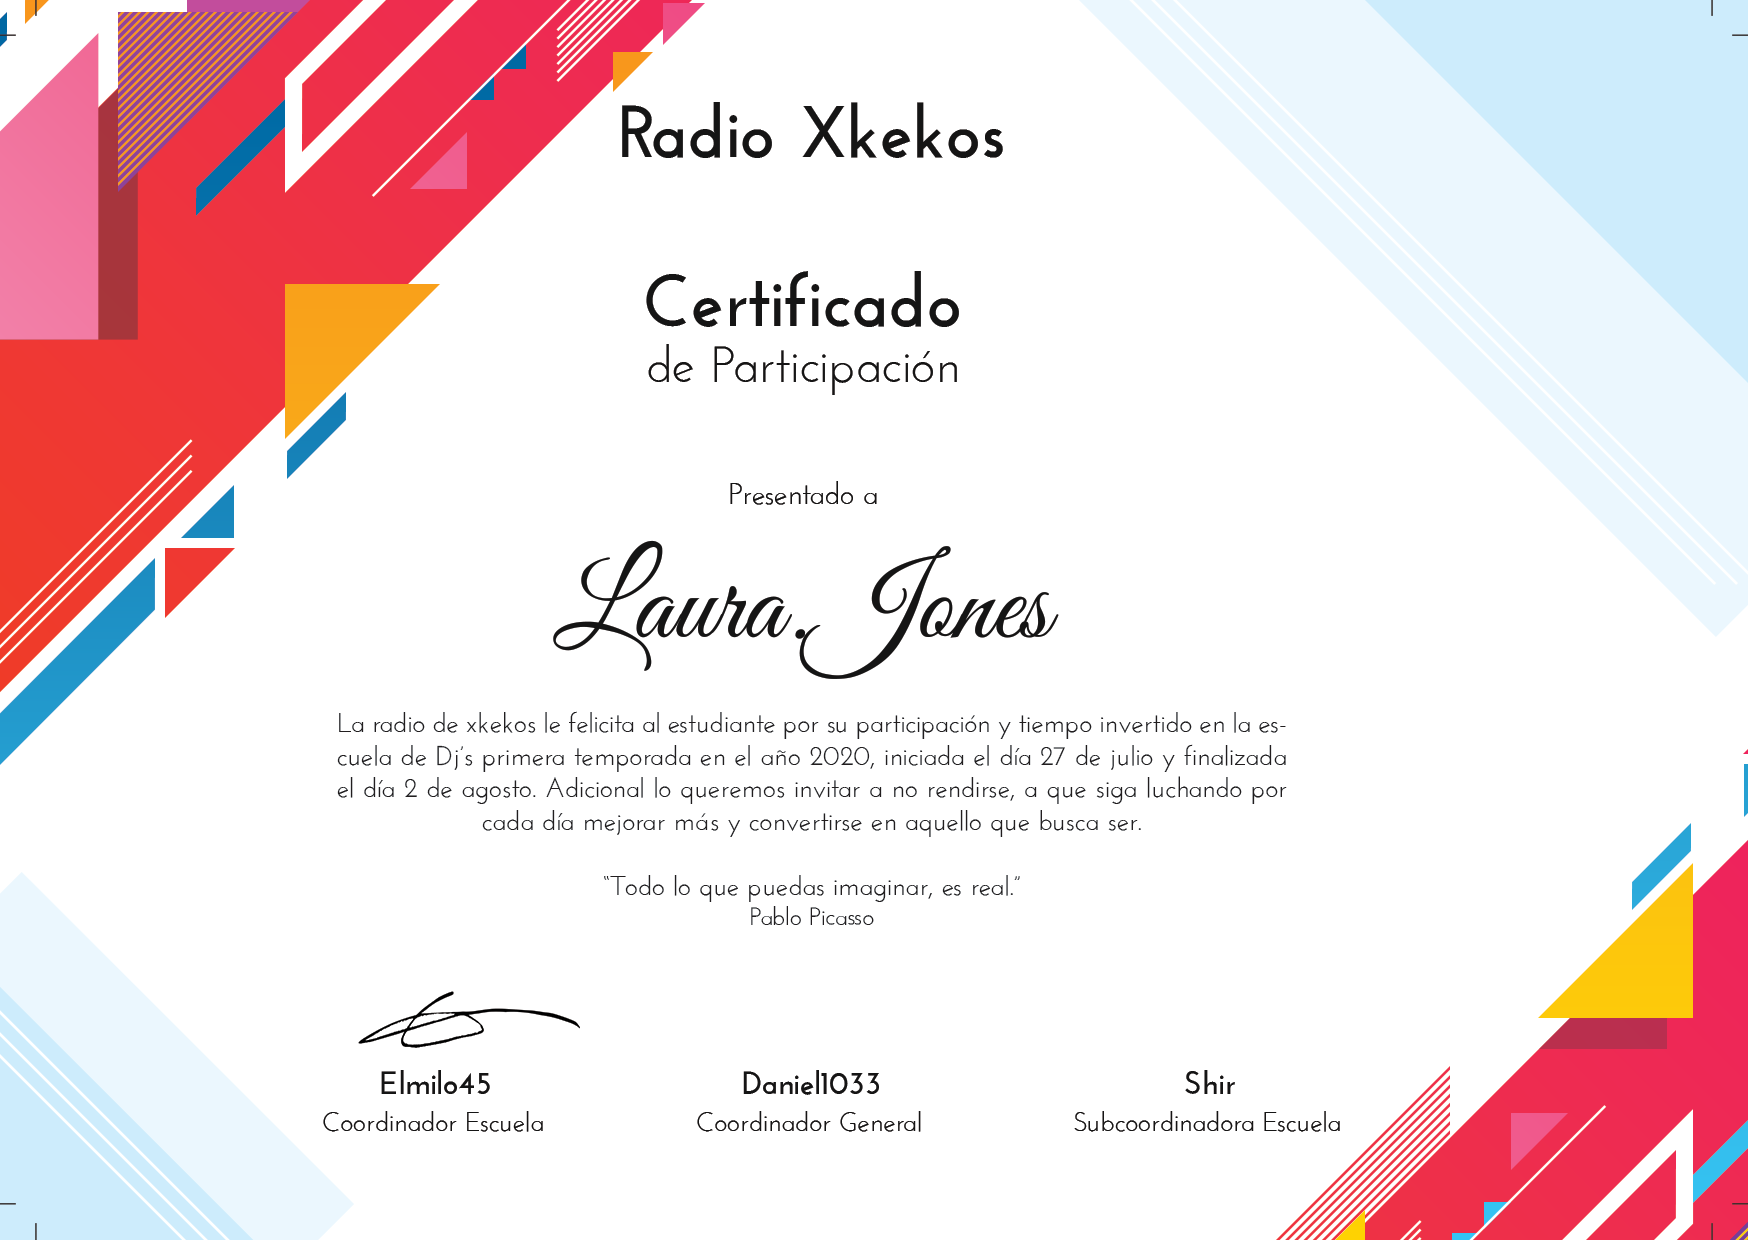 Radio Xkekos
Certificado
de Participación
Presentado a
Laura.Jones
La radio de xkekos le felicita al estudiante por su participación y tiempo invertido en la es-
cuela de Dj's primera temporada en el año 2020, iniciada el día 27 de julio y finalizada
el día 2 de agosto. Adicional lo queremos invitar a no rendirse, a que siga luchando por
cada día mejorar más y convertirse en aquello que busca ser.
“Todo lo que puedas imaginar, es real.”
Pablo Picasso
Elmilo45
Coordinador Escuela
Daniel1033
Coordinador General
Shir
Subcoordinadora Escuela